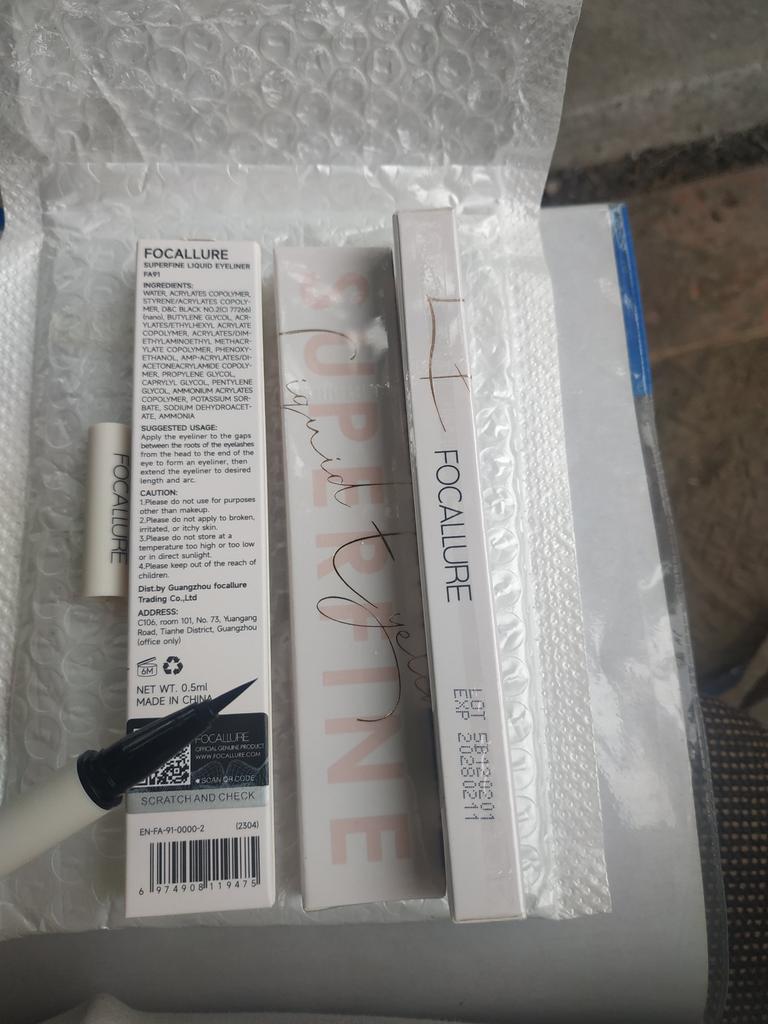 FOCALLURE
SUPERFINE LIQUID EYELINER
FA91
INGREDIENTS:
WATER, ACRYLATES COPOLYMER,
STYRENE/ACRYLATES COPOLY-
MER, D&C BLACK NO.2(CI 77266)
(nano), BUTYLENE GLYCOL, ACR-
YLATES/ETHYLHEXYL ACRYLATE
COPOLYMER, ACRYLATES/DIM-
ETHYLAMINOETHYL METHACR-
YLATE COPOLYMER, PHENOXY-
ETHANOL, AMP-ACRYLATES/DI-
ACETONEACRYLAMIDE COPOLY-
MER, PROPYLENE GLYCOL,
CAPRYLYL GLYCOL, PENTYLENE
GLYCOL, AMMONIUM ACRYLATES
COPOLYMER, POTASSIUM SOR-
BATE, SODIUM DEHYDROACET-
ATE, AMMONIA
SUGGESTED USAGE:
Apply the eyeliner to the gaps
between the roots of the eyelashes
from the head to the end of the
eye to form an eyeliner, then
extend the eyeliner to desired
length and arc.
CAUTION:
1.Please do not use for purposes
other than makeup.
2.Please do not apply to broken,
irritated, or itchy skin.
3.Please do not store at a
temperature too high or too low
or in direct sunlight.
4.Please keep out of the reach of
children.
Dist.by Guangzhou focallure
Trading Co.,Ltd
ADDRESS:
C106, room 101, No. 73, Yuangang
Road, Tianhe District, Guangzhou
(office only)
6M
NET WT. 0.5ml
MADE IN CHINA
FOCALLURE
OFFICIAL GENUINE PRODUCT
WWW.FOCALLURE.COM
SCAN QR CODE
SCRATCH AND CHECK
EN-FA-91-0000-2 (2304)
6 974908 119475
FOCALLURE
SUPERFINE
Liquid
FOCALLURE
LOT 5B120201
EXP 20280211